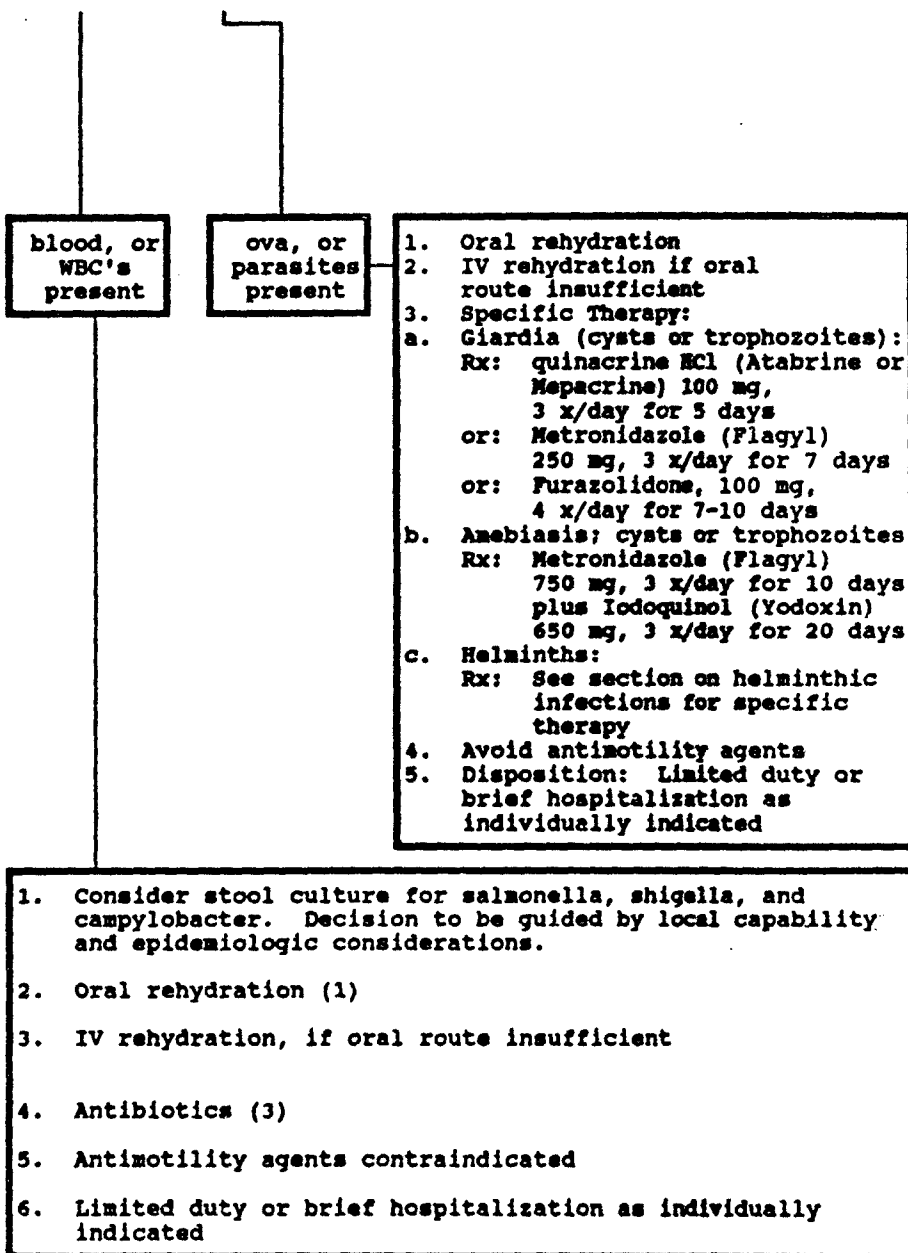 blood, or
WBC's
present
ova, or
parasites
present
1. Oral rehydration
2. IV rehydration if oral
route insufficient
3. Specific Therapy:
a. Giardia (cysts or trophozoites):
Rx: quinacrine HCl (Atabrine or
Mepacrine) 100 mg,
3 x/day for 5 days
or: Metronidazole (Flagyl)
250 mg, 3 x/day for 7 days
or: Furazolidone, 100 mg,
4 x/day for 7-10 days
b. Amebiasis; cysts or trophozoites
Rx: Metronidazole (Flagyl)
750 mg, 3 x/day for 10 days
plus Iodoquinol (Yodoxin)
650 mg, 3 x/day for 20 days
c. Helminths:
Rx: See section on helminthic
infections for specific
therapy
4. Avoid antimotility agents
5. Disposition: Limited duty or
brief hospitalization as
individually indicated
1. Consider stool culture for salmonella, shigella, and
campylobacter. Decision to be guided by local capability
and epidemiologic considerations.
2. Oral rehydration (1)
3. IV rehydration, if oral route insufficient
4. Antibiotics (3)
5. Antimotility agents contraindicated
6. Limited duty or brief hospitalization as individually
indicated